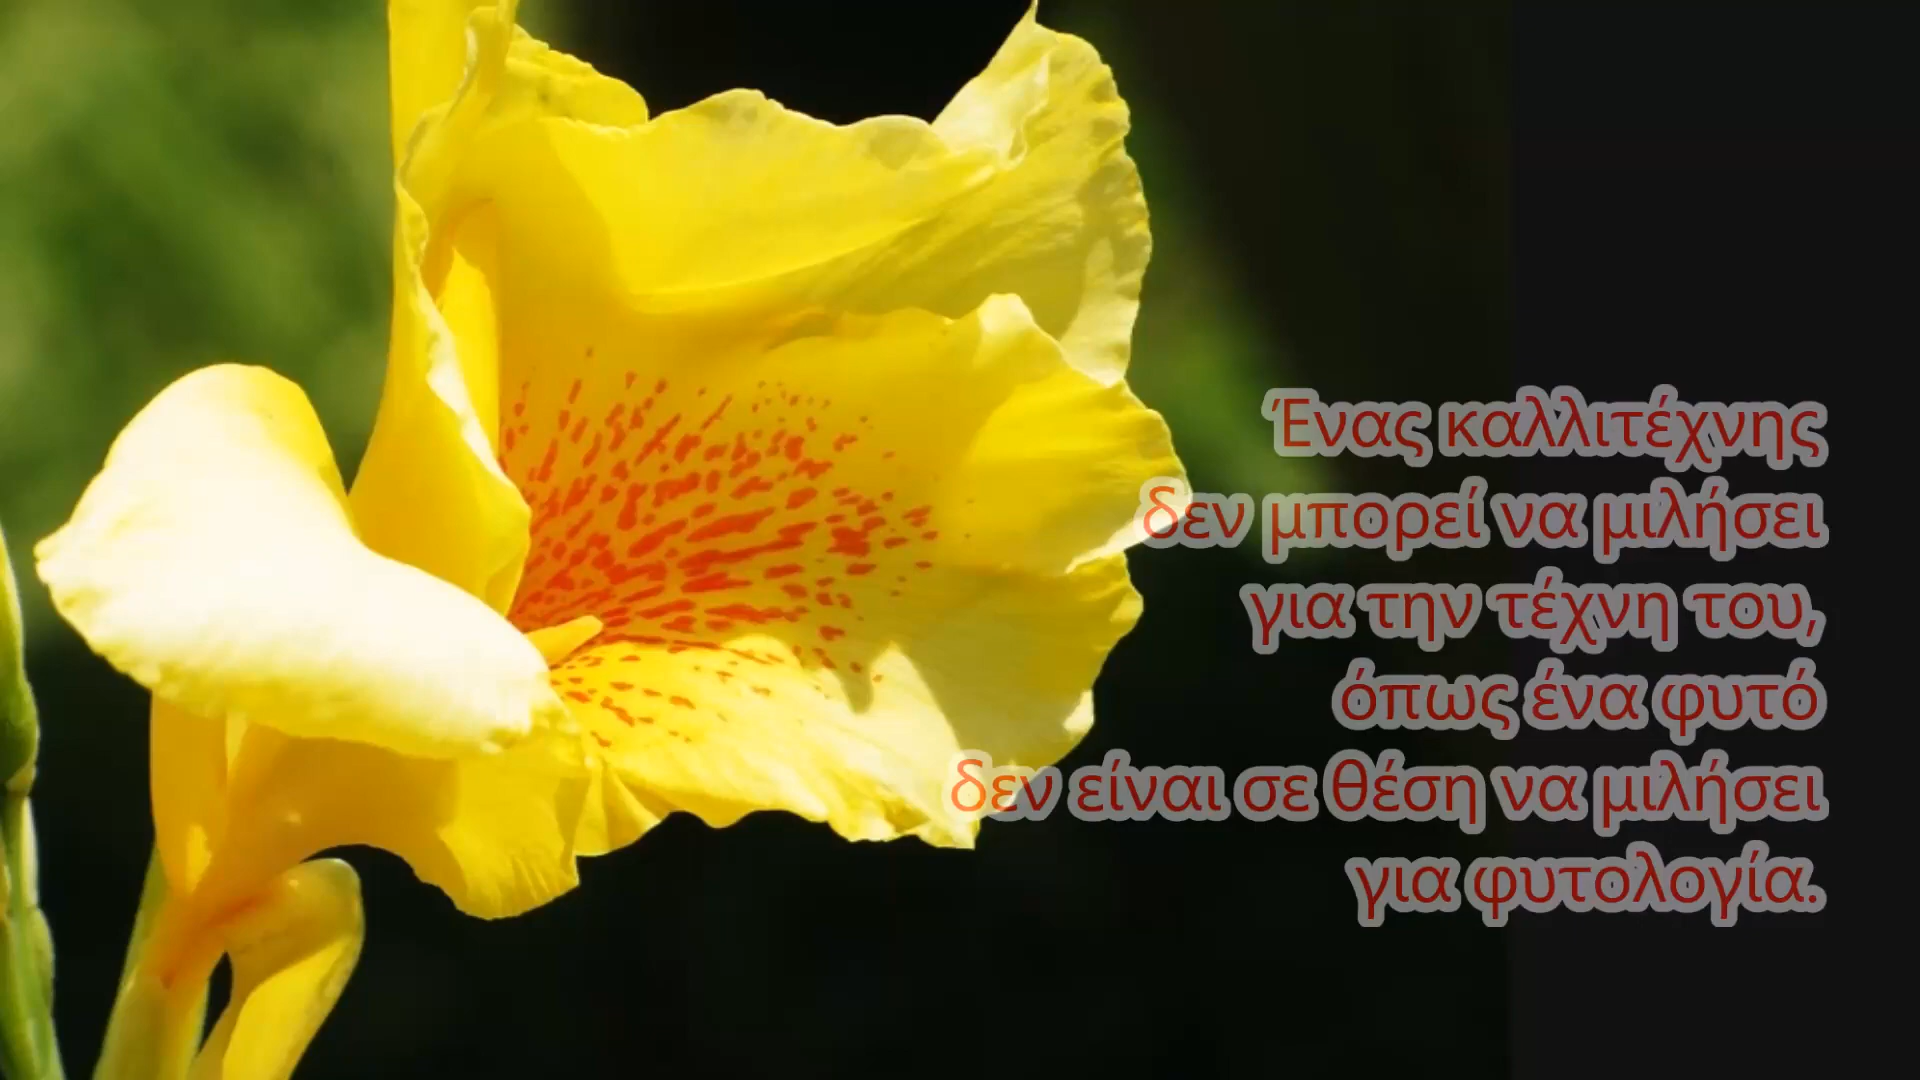 Ένας καλλιτέχνης
δεν μπορεί να μιλήσει
για την τέχνη του,
όπως ένα φυτό
δεν είναι σε θέση να μιλήσει
για φυτολογία.